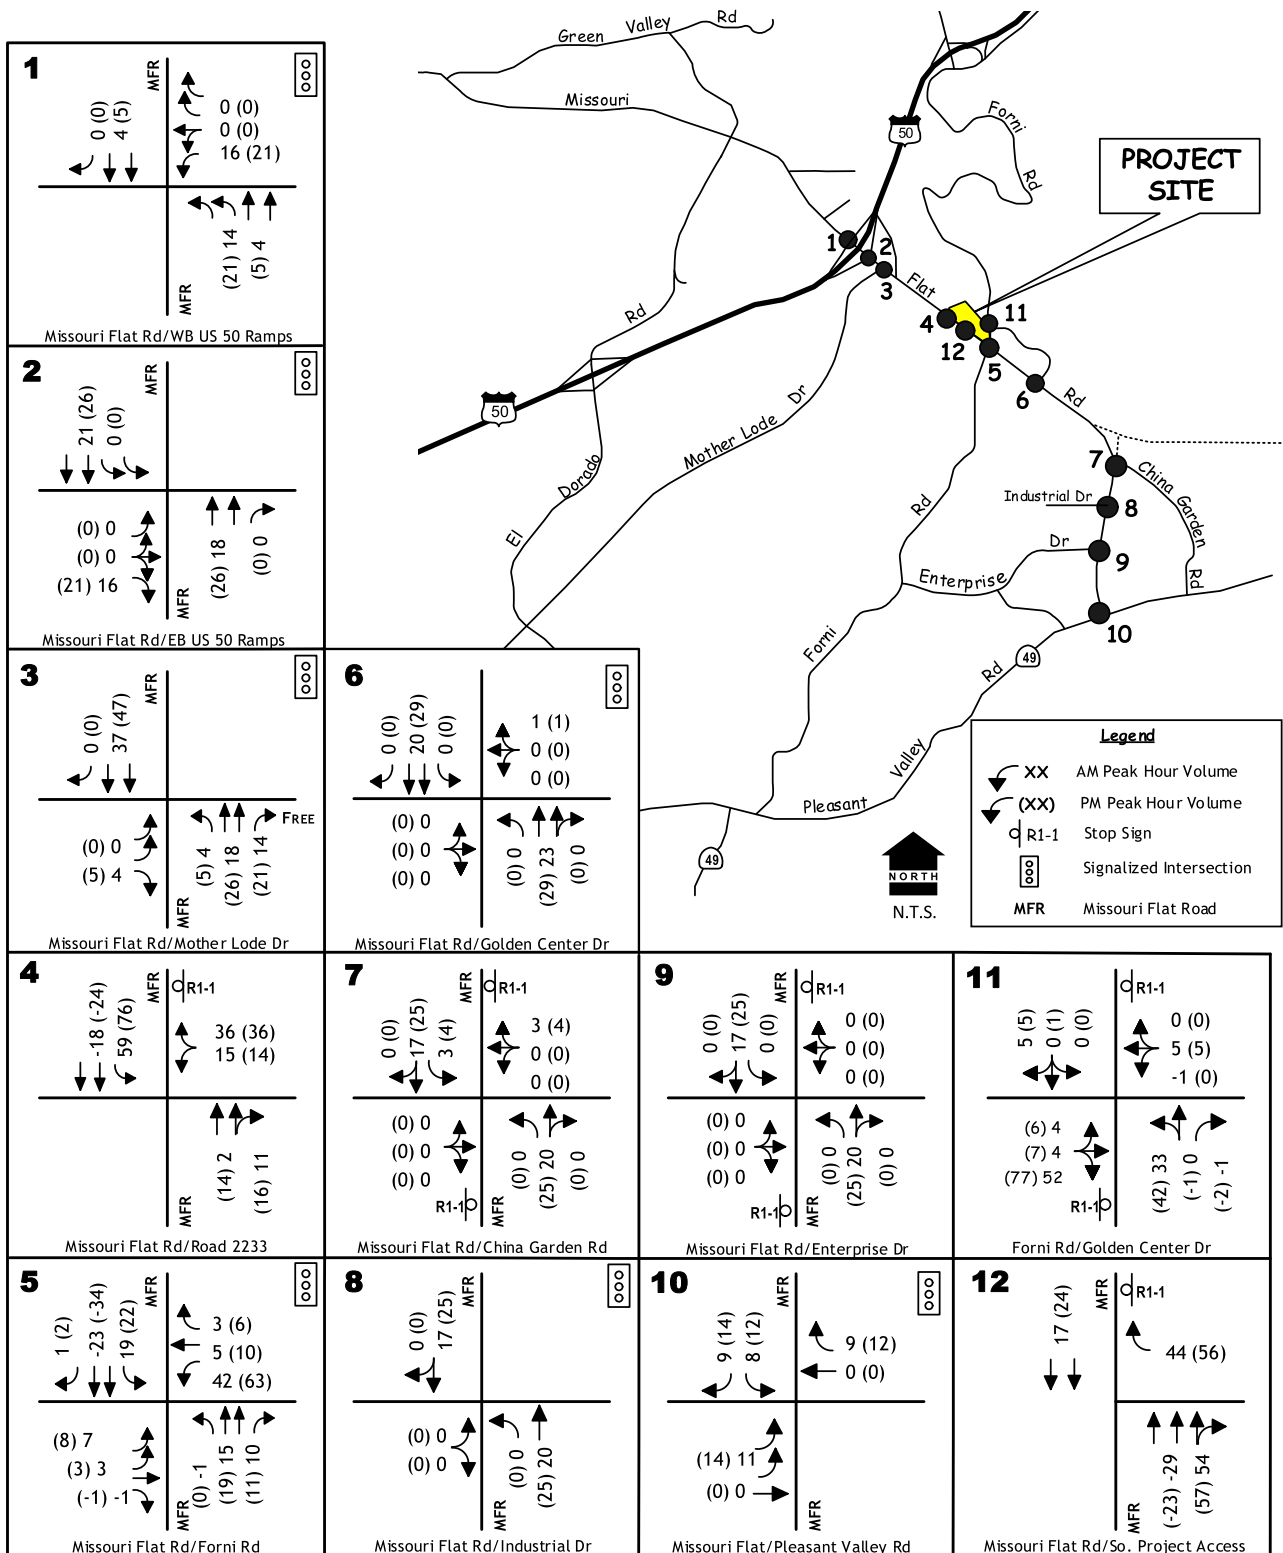 Green Valley Rd
Missouri
50
Forni
Rd
PROJECT
SITE
1
2
3
Flat
4
11
12
5
6
Rd
Rd
50
Mother Lode Dr
El Dorado
7
China Garden
Rd
Industrial Dr
8
Dr
9
Enterprise
Rd
10
Forni
49
Rd
Valley
Pleasant
49
NORTH
N.T.S.
Legend
XX AM Peak Hour Volume
(XX) PM Peak Hour Volume
R1-1 Stop Sign
Signalized Intersection
MFR Missouri Flat Road
1
MFR
0 (0)
4 (5)
0 (0)
0 (0)
16 (21)
(21) 14
(5) 4
MFR
Missouri Flat Rd/WB US 50 Ramps
2
MFR
21 (26)
0 (0)
(0) 0
(0) 0
(21) 16
(26) 18
(0) 0
MFR
Missouri Flat Rd/EB US 50 Ramps
3
MFR
0 (0)
37 (47)
FREE
(0) 0
(5) 4
(5) 4
(26) 18
(21) 14
MFR
Missouri Flat Rd/Mother Lode Dr
6
0 (0)
20 (29)
0 (0)
1 (1)
0 (0)
0 (0)
(0) 0
(0) 0
(0) 0
(0) 0
(29) 23
(0) 0
Missouri Flat Rd/Golden Center Dr
4
MFR
R1-1
-18 (-24)
59 (76)
36 (36)
15 (14)
(14) 2
(16) 11
MFR
Missouri Flat Rd/Road 2233
7
MFR
R1-1
0 (0)
17 (25)
3 (4)
3 (4)
0 (0)
0 (0)
(0) 0
(0) 0
(0) 0
(0) 0
(25) 20
(0) 0
R1-1
MFR
Missouri Flat Rd/China Garden Rd
9
MFR
R1-1
0 (0)
17 (25)
0 (0)
0 (0)
0 (0)
0 (0)
(0) 0
(0) 0
(0) 0
(0) 0
(25) 20
(0) 0
R1-1
MFR
Missouri Flat Rd/Enterprise Dr
11
R1-1
5 (5)
0 (1)
0 (0)
0 (0)
5 (5)
-1 (0)
(6) 4
(7) 4
(77) 52
(42) 33
(-1) 0
(-2) -1
R1-1
Forni Rd/Golden Center Dr
5
MFR
1 (2)
-23 (-34)
19 (22)
3 (6)
5 (10)
42 (63)
(8) 7
(3) 3
(-1) -1
(0) -1
(19) 15
(11) 10
MFR
Missouri Flat Rd/Forni Rd
8
0 (0)
17 (25)
(0) 0
(0) 0
(0) 0
(25) 20
Missouri Flat Rd/Industrial Dr
10
MFR
9 (14)
8 (12)
9 (12)
0 (0)
(14) 11
(0) 0
MFR
Missouri Flat/Pleasant Valley Rd
12
MFR
R1-1
17 (24)
44 (56)
(-23) -29
(57) 54
MFR
Missouri Flat Rd/So. Project Access